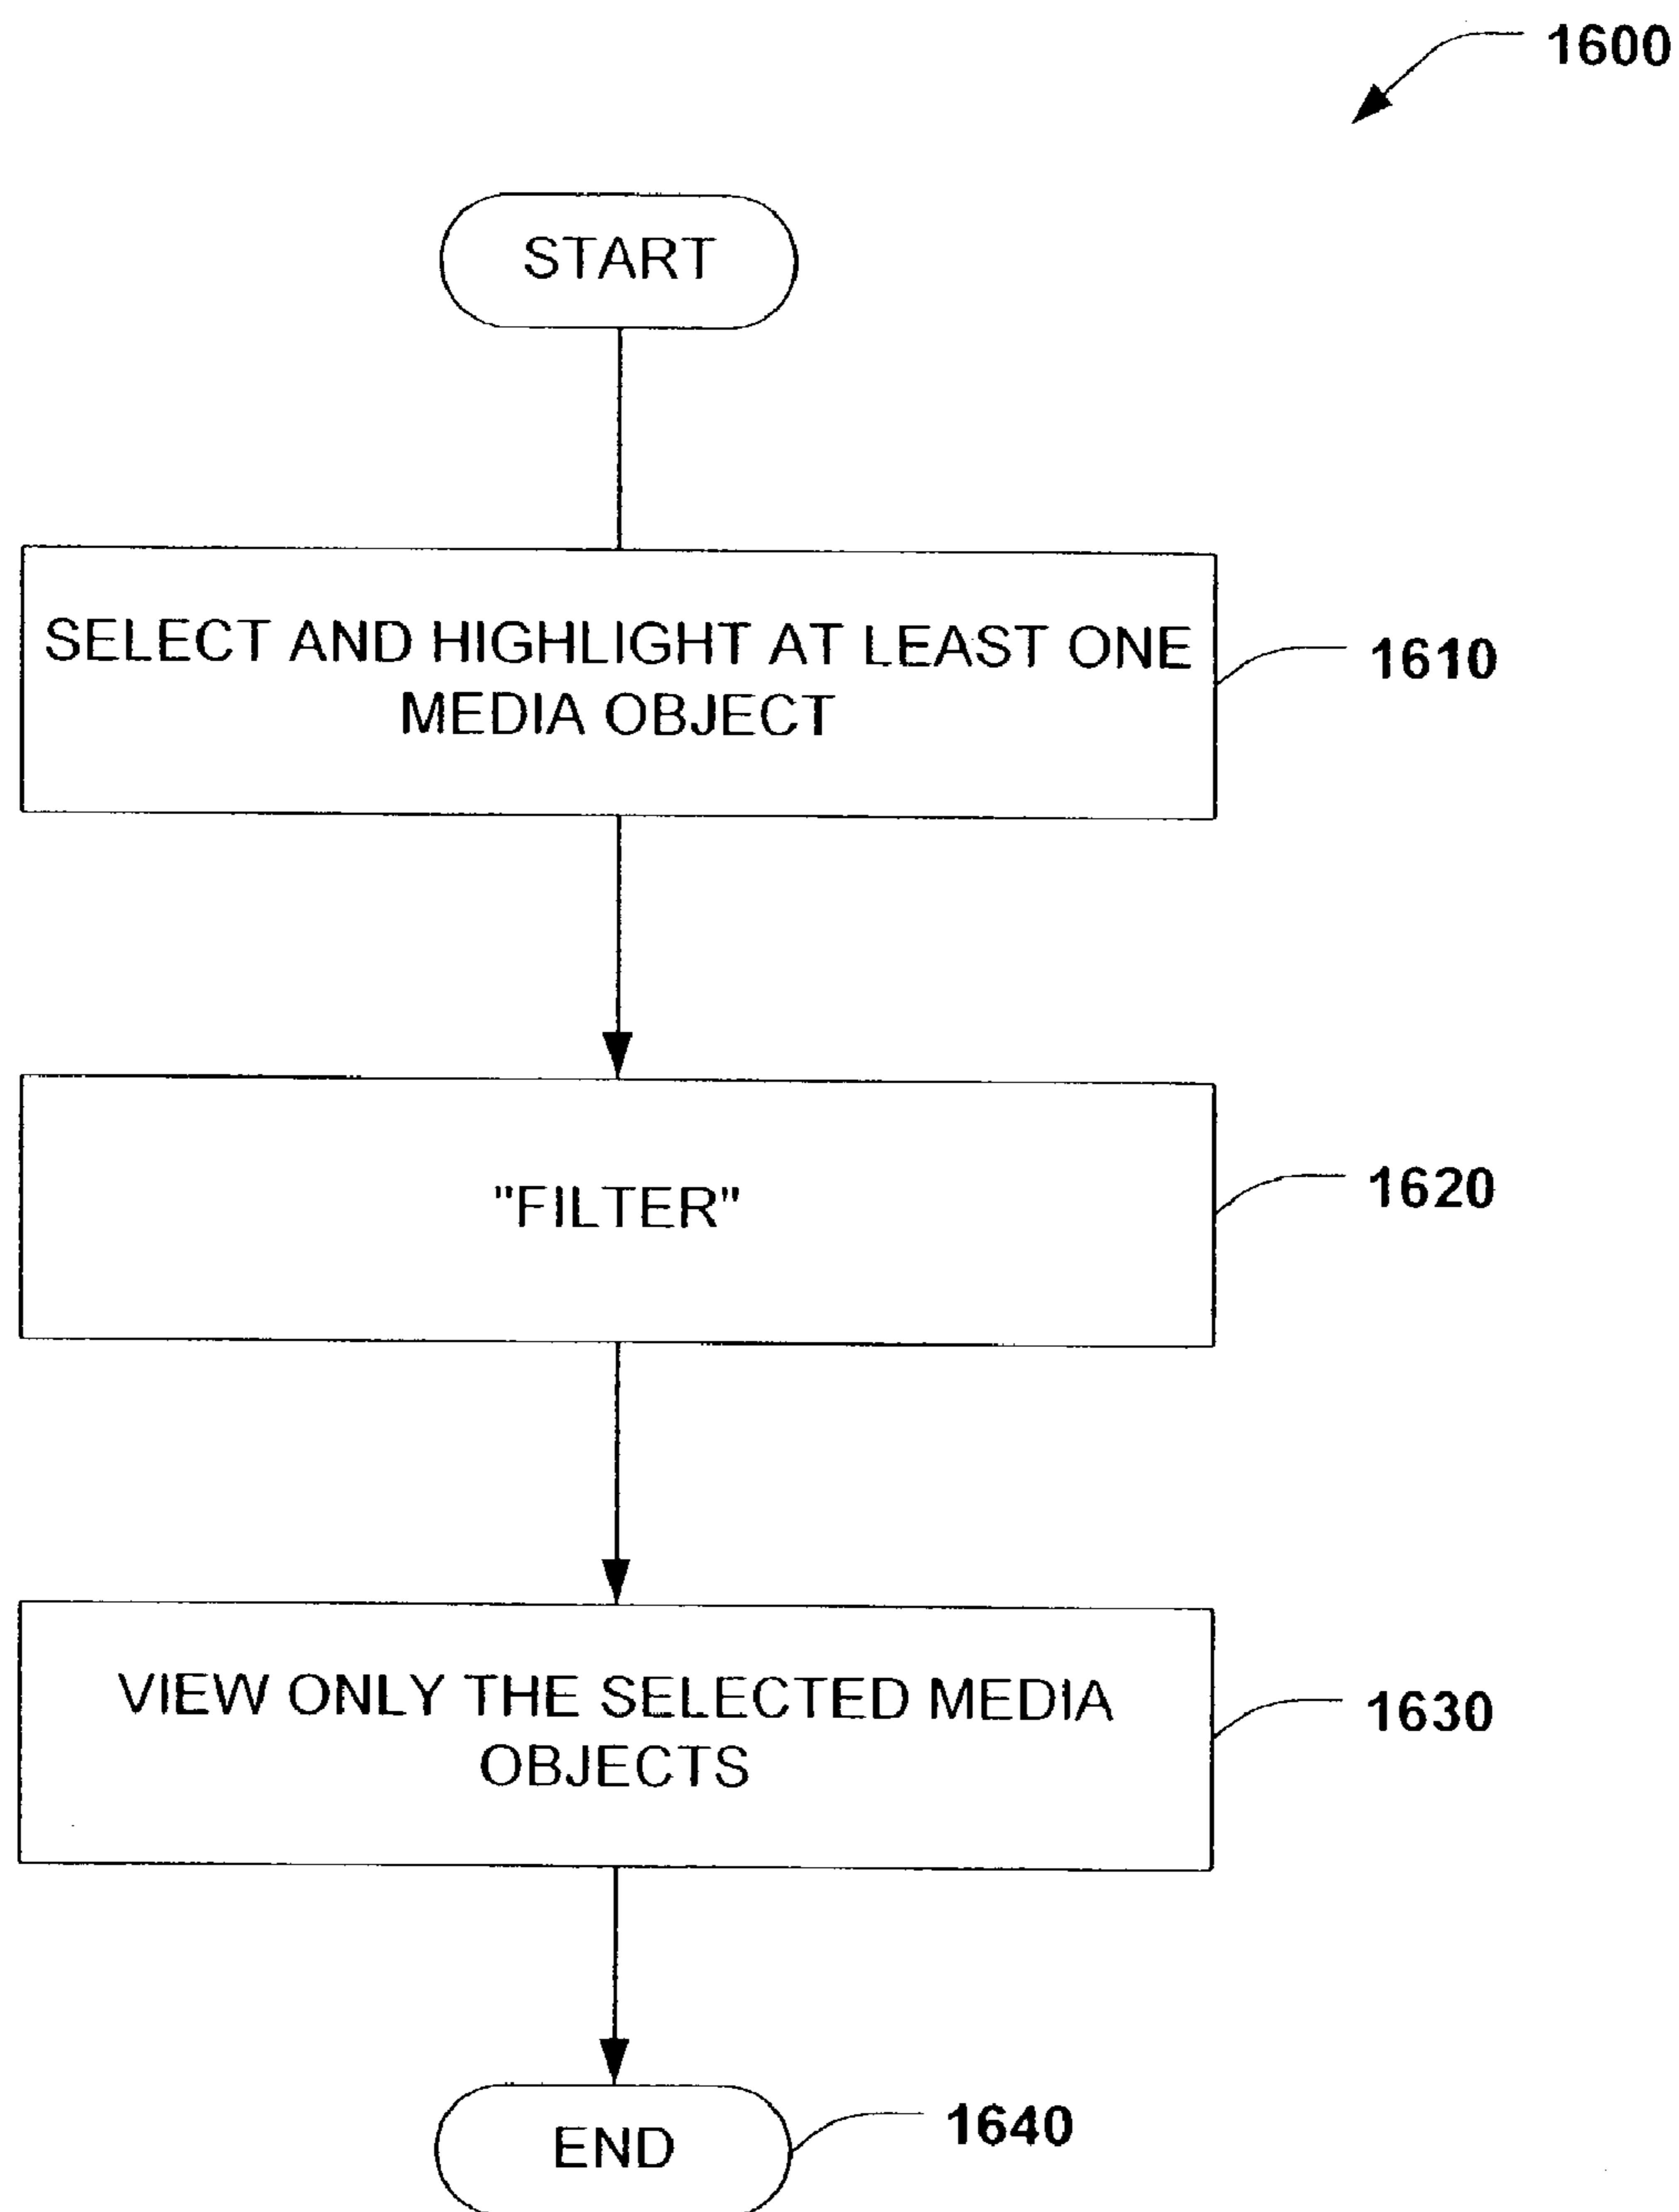 1600
START
SELECT AND HIGHLIGHT AT LEAST ONE
MEDIA OBJECT
1610
"FILTER"
1620
VIEW ONLY THE SELECTED MEDIA
OBJECTS
1630
END
1640